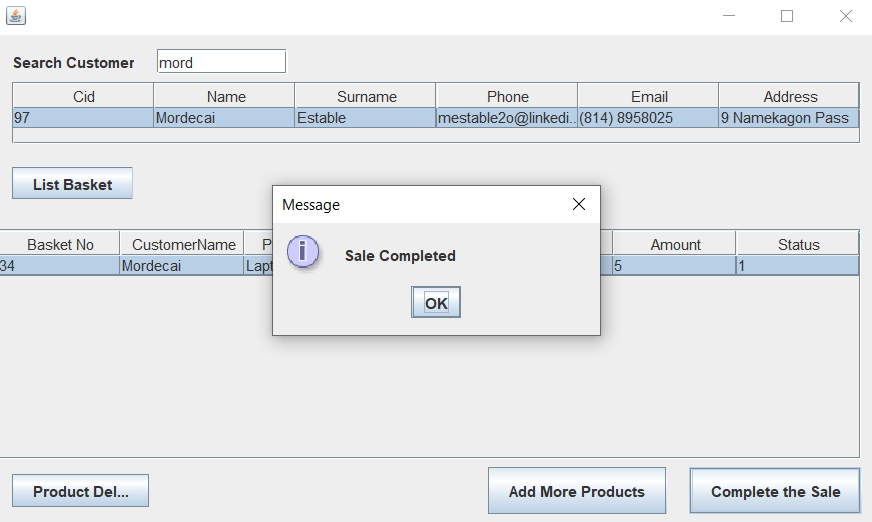 Search Customer mord
Cid Name Surname Phone Email Address
97 Mordecai Estable mestable2o@linkedi... (814) 8958025 9 Namekagon Pass
List Basket
Message
Basket No CustomerName P Amount Status
34 Mordecai Lapt 5 1
Sale Completed
OK
Product Del... Add More Products Complete the Sale